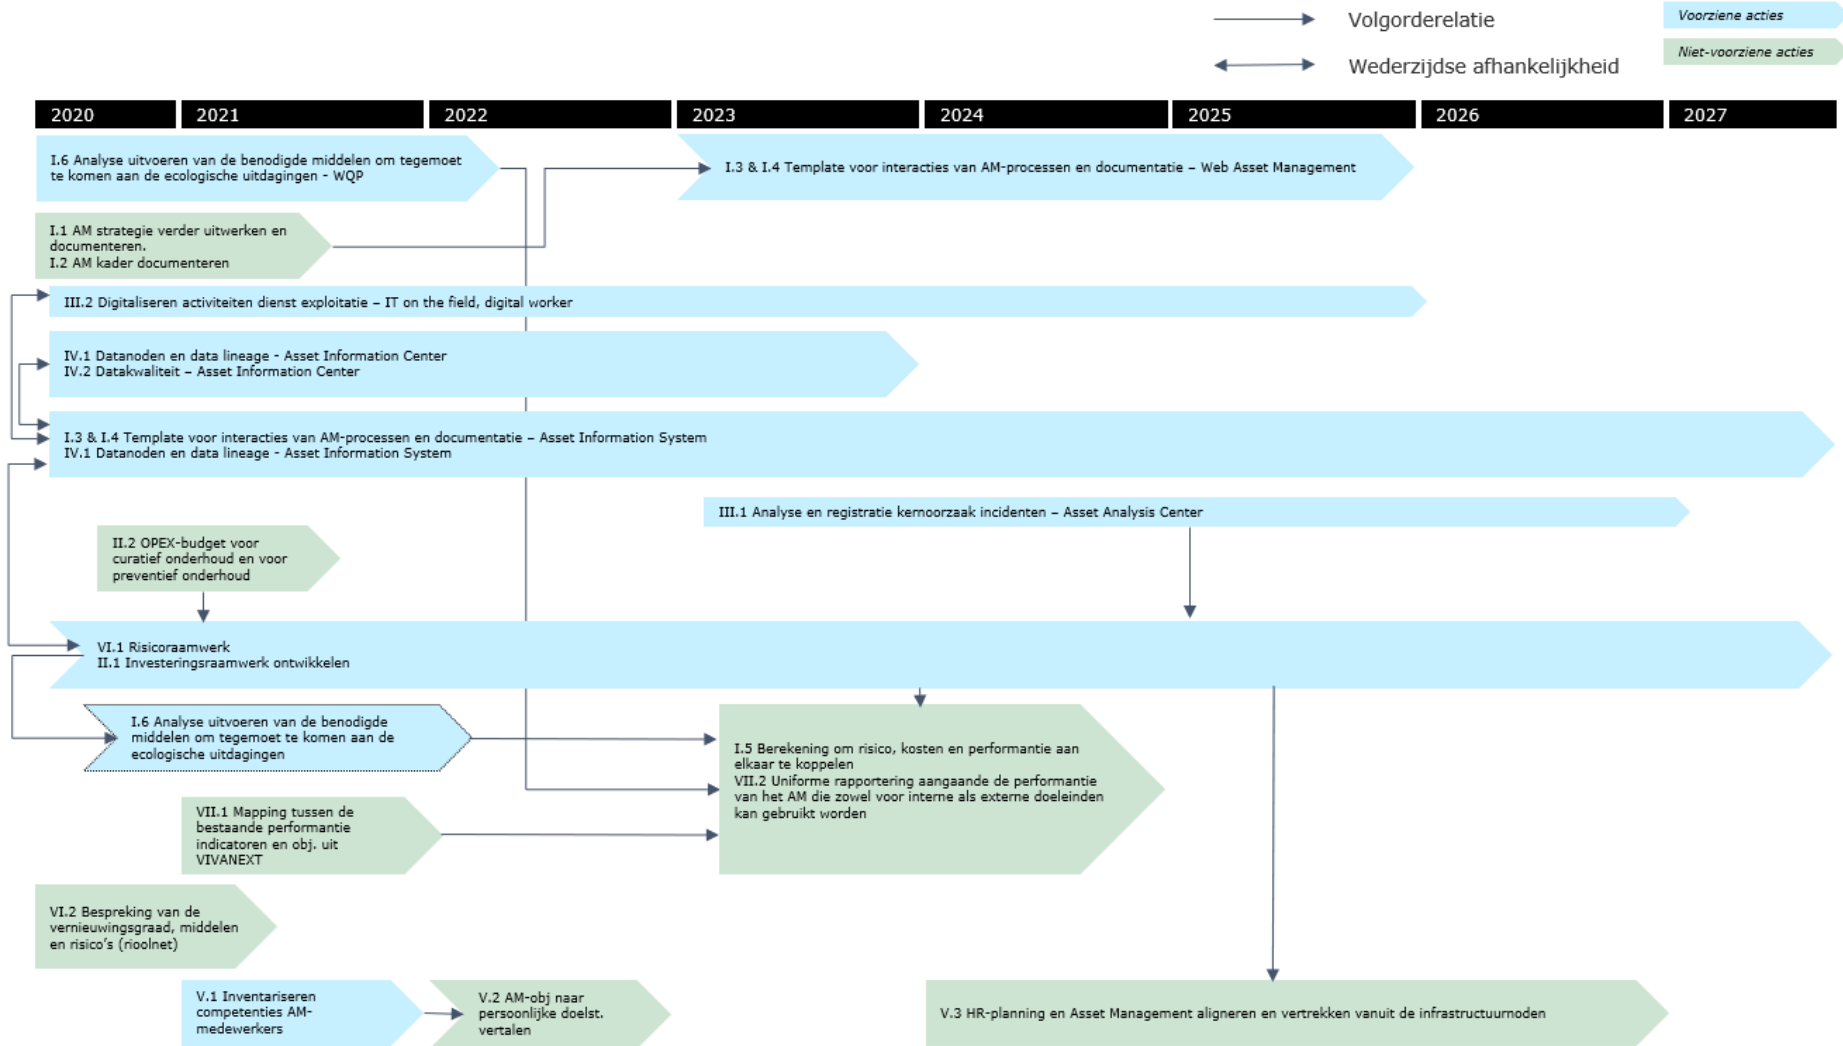 Volgorderelatie
Voorziene acties
Niet-voorziene acties
Wederzijdse afhankelijkheid
2020
2021
2022
2023
2024
2025
2026
2027
I.6 Analyse uitvoeren van de benodigde middelen om tegemoet
te komen aan de ecologische uitdagingen - WQP
I.3 & I.4 Template voor interacties van AM-processen en documentatie – Web Asset Management
I.1 AM strategie verder uitwerken en
documenteren.
I.2 AM kader documenteren
III.2 Digitaliseren activiteiten dienst exploitatie – IT on the field, digital worker
IV.1 Datanoden en data lineage - Asset Information Center
IV.2 Datakwaliteit – Asset Information Center
I.3 & I.4 Template voor interacties van AM-processen en documentatie – Asset Information System
IV.1 Datanoden en data lineage - Asset Information System
III.1 Analyse en registratie kernoorzaak incidenten – Asset Analysis Center
II.2 OPEX-budget voor
curatief onderhoud en voor
preventief onderhoud
VI.1 Risicoraamwerk
II.1 Investeringsraamwerk ontwikkelen
I.6 Analyse uitvoeren van de benodigde
middelen om tegemoet te komen aan de
ecologische uitdagingen
I.5 Berekening om risico, kosten en performantie aan
elkaar te koppelen
VII.2 Uniforme rapportering aangaande de performantie
van het AM die zowel voor interne als externe doeleinden
kan gebruikt worden
VII.1 Mapping tussen de
bestaande performantie
indicatoren en obj. uit
VIVANEXT
VI.2 Bespreking van de
vernieuwingsgraad, middelen
en risico's (rioolnet)
V.1 Inventariseren
competenties AM-
medewerkers
V.2 AM-obj naar
persoonlijke doelst.
vertalen
V.3 HR-planning en Asset Management aligneren en vertrekken vanuit de infrastructuurnoden